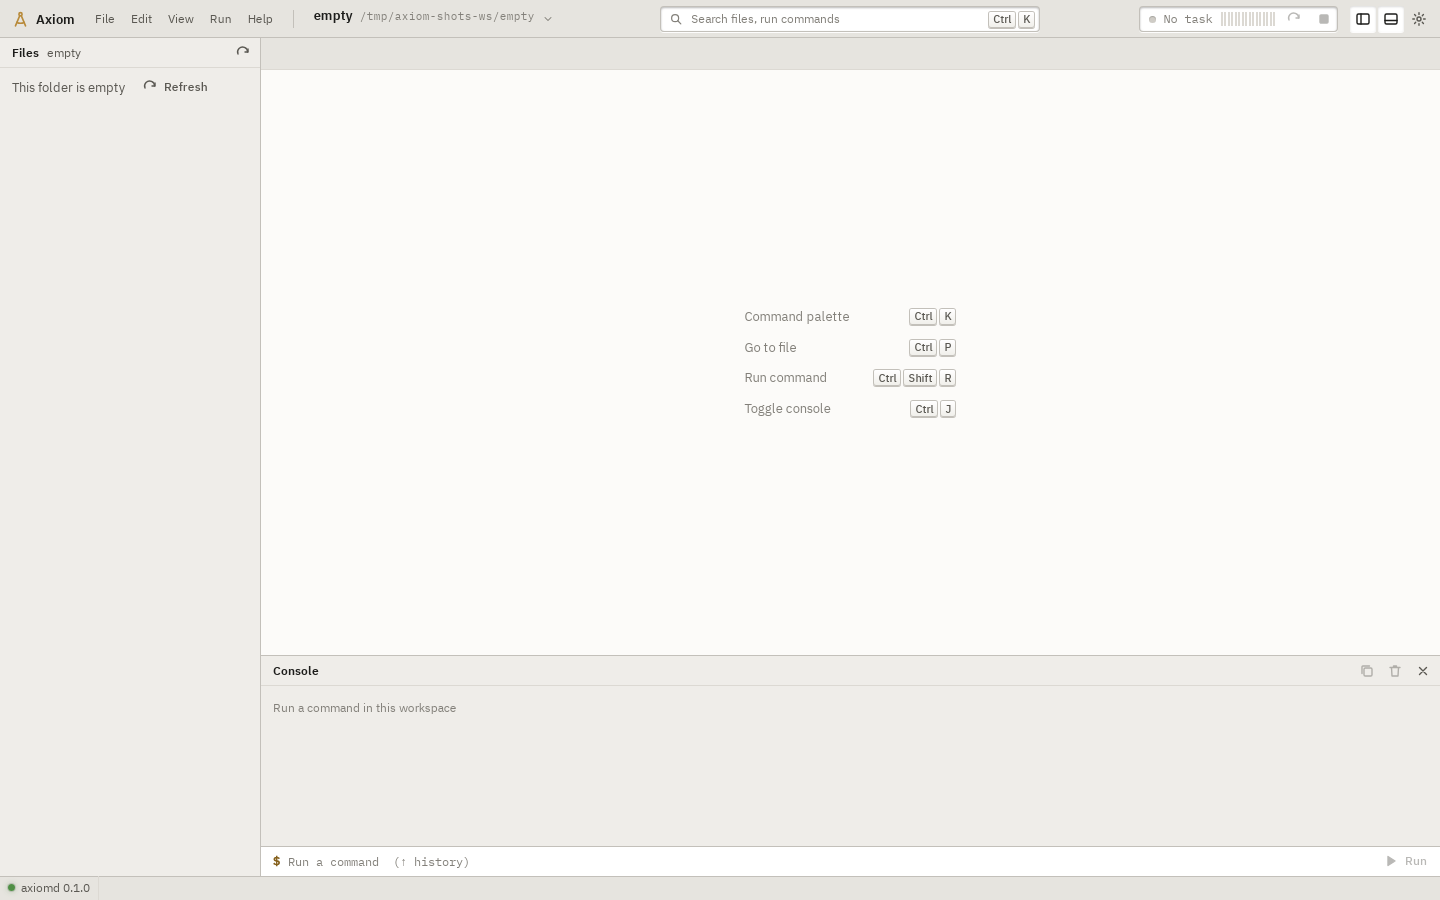 Axiom File Edit View Run Help empty /tmp/axiom-shots-ws/empty Search files, run commands Ctrl K No task
Files empty
This folder is empty Refresh
Command palette Ctrl K
Go to file Ctrl P
Run command Ctrl Shift R
Toggle console Ctrl J
Console
Run a command in this workspace
$ Run a command (↑ history) Run
axiomd 0.1.0